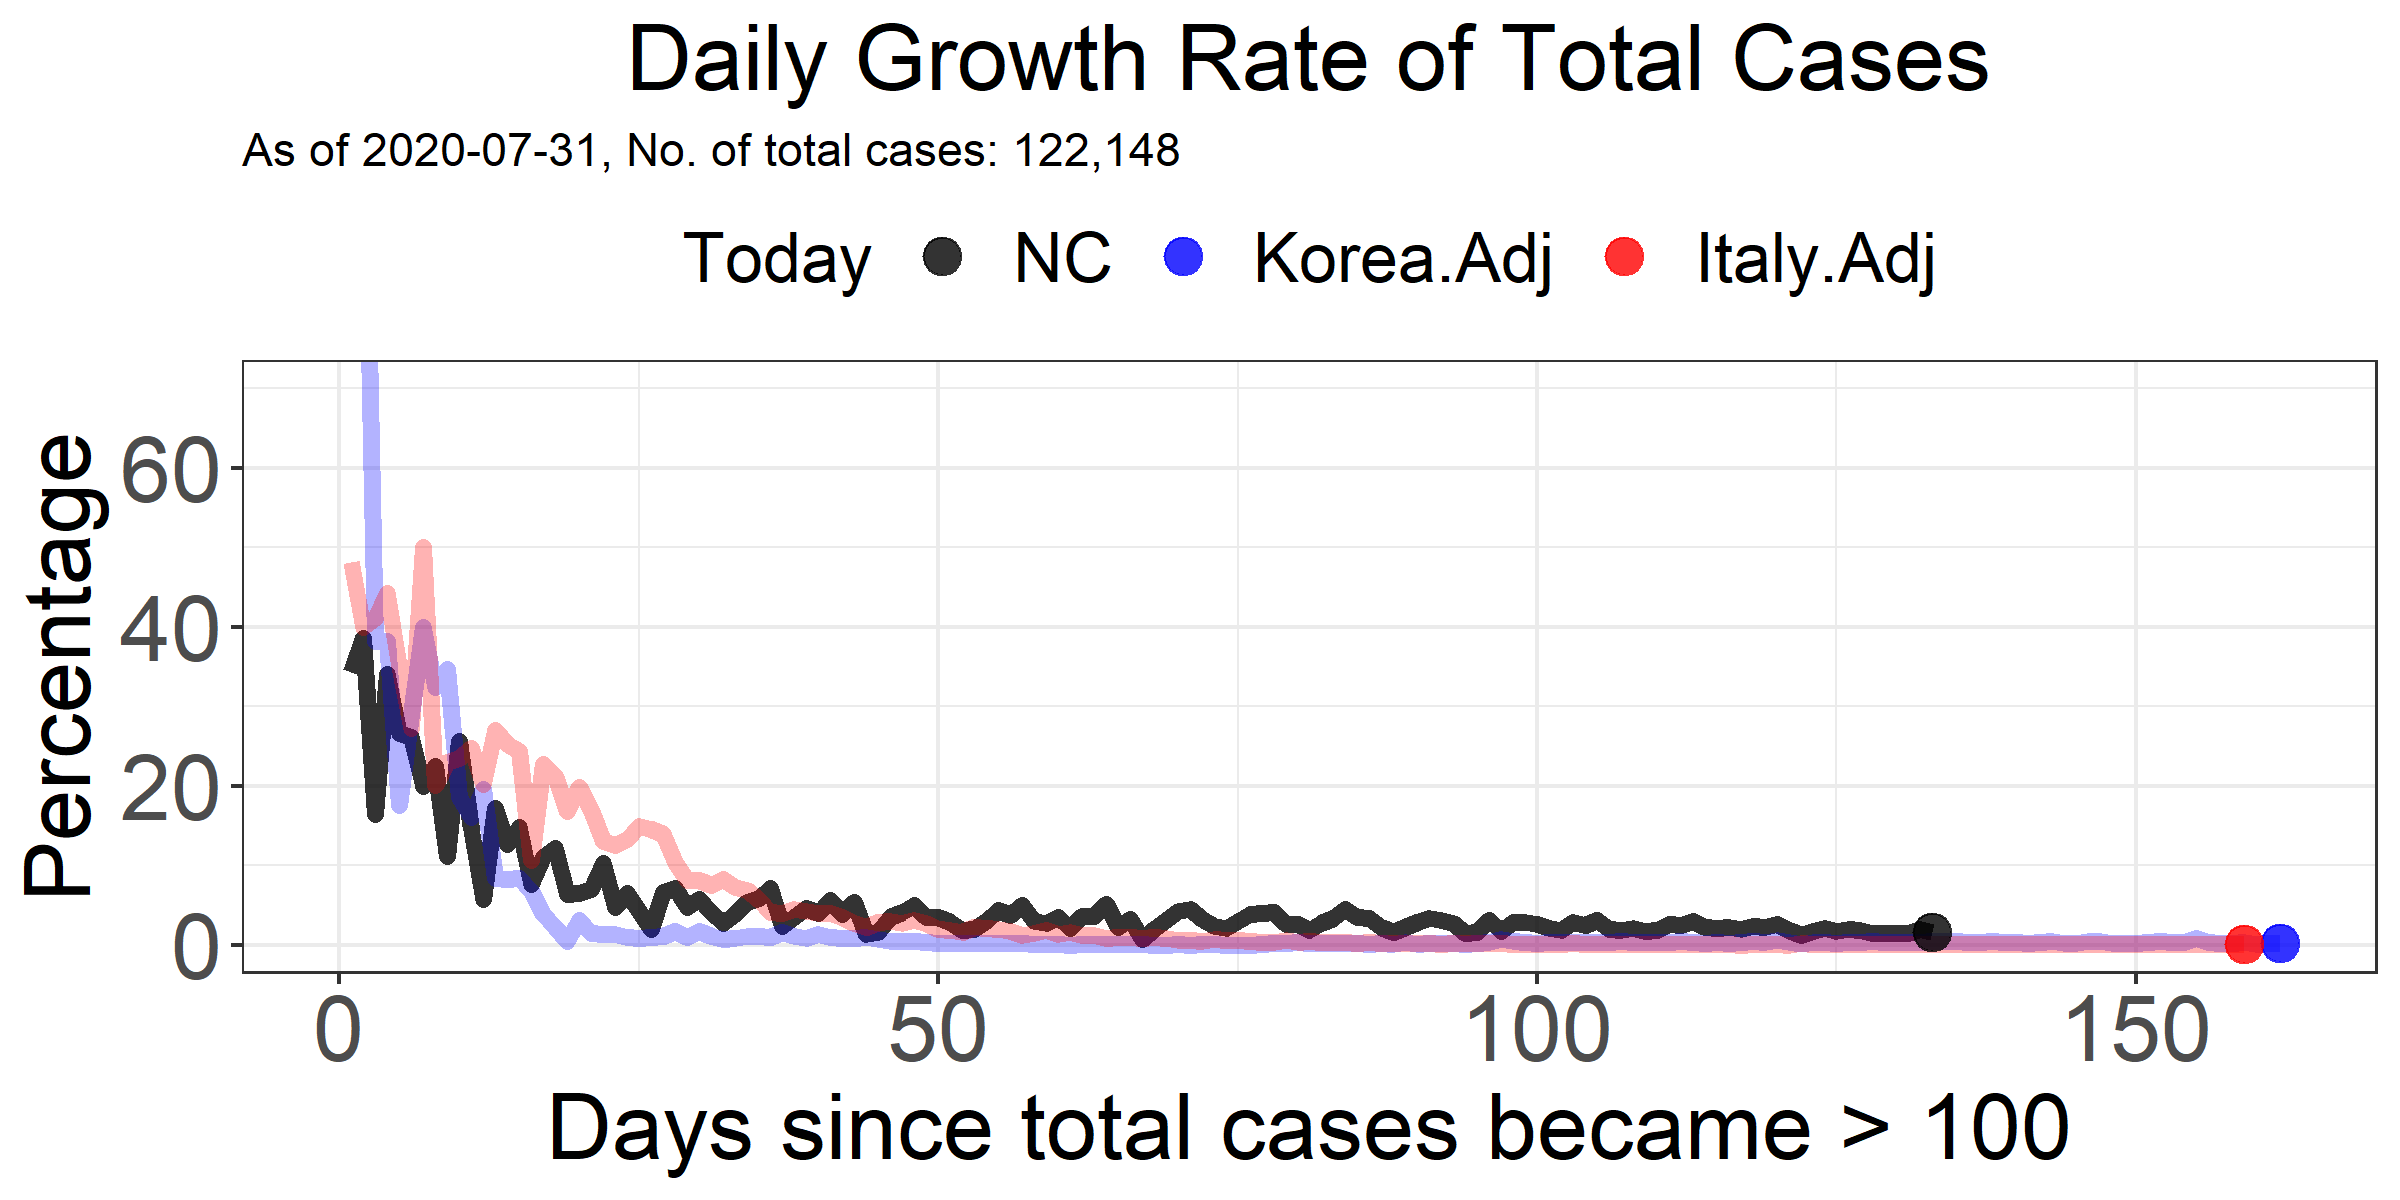 Daily Growth Rate of Total Cases
As of 2020-07-31, No. of total cases: 122,148
Today NC Korea.Adj Italy.Adj
Percentage
60
40
20
0
0 50 100 150
Days since total cases became > 100